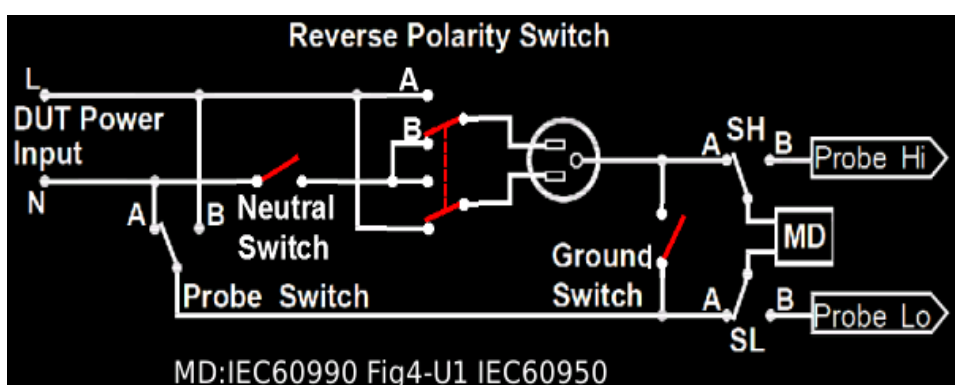 Reverse Polarity Switch
L
DUT Power
Input
N
A
B
A
B
Neutral
Switch
Probe Switch
Ground
Switch
A
SH
B
Probe Hi
MD
A
SL
B
Probe Lo
MD:IEC60990 Fig4-U1 IEC60950